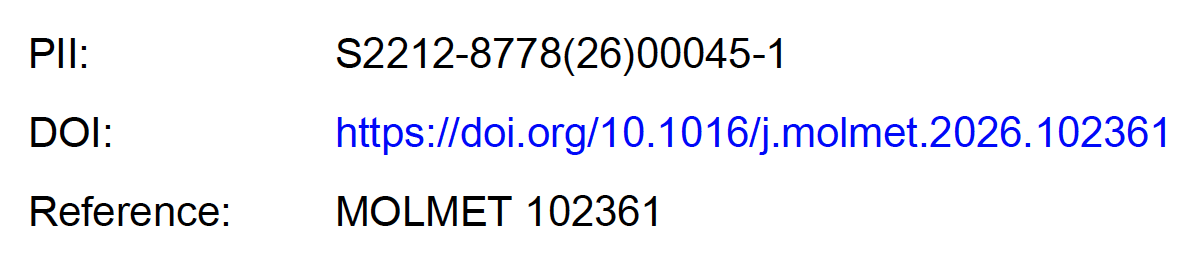 PII: S2212-8778(26)00045-1
DOI: https://doi.org/10.1016/j.molmet.2026.102361
Reference: MOLMET 102361